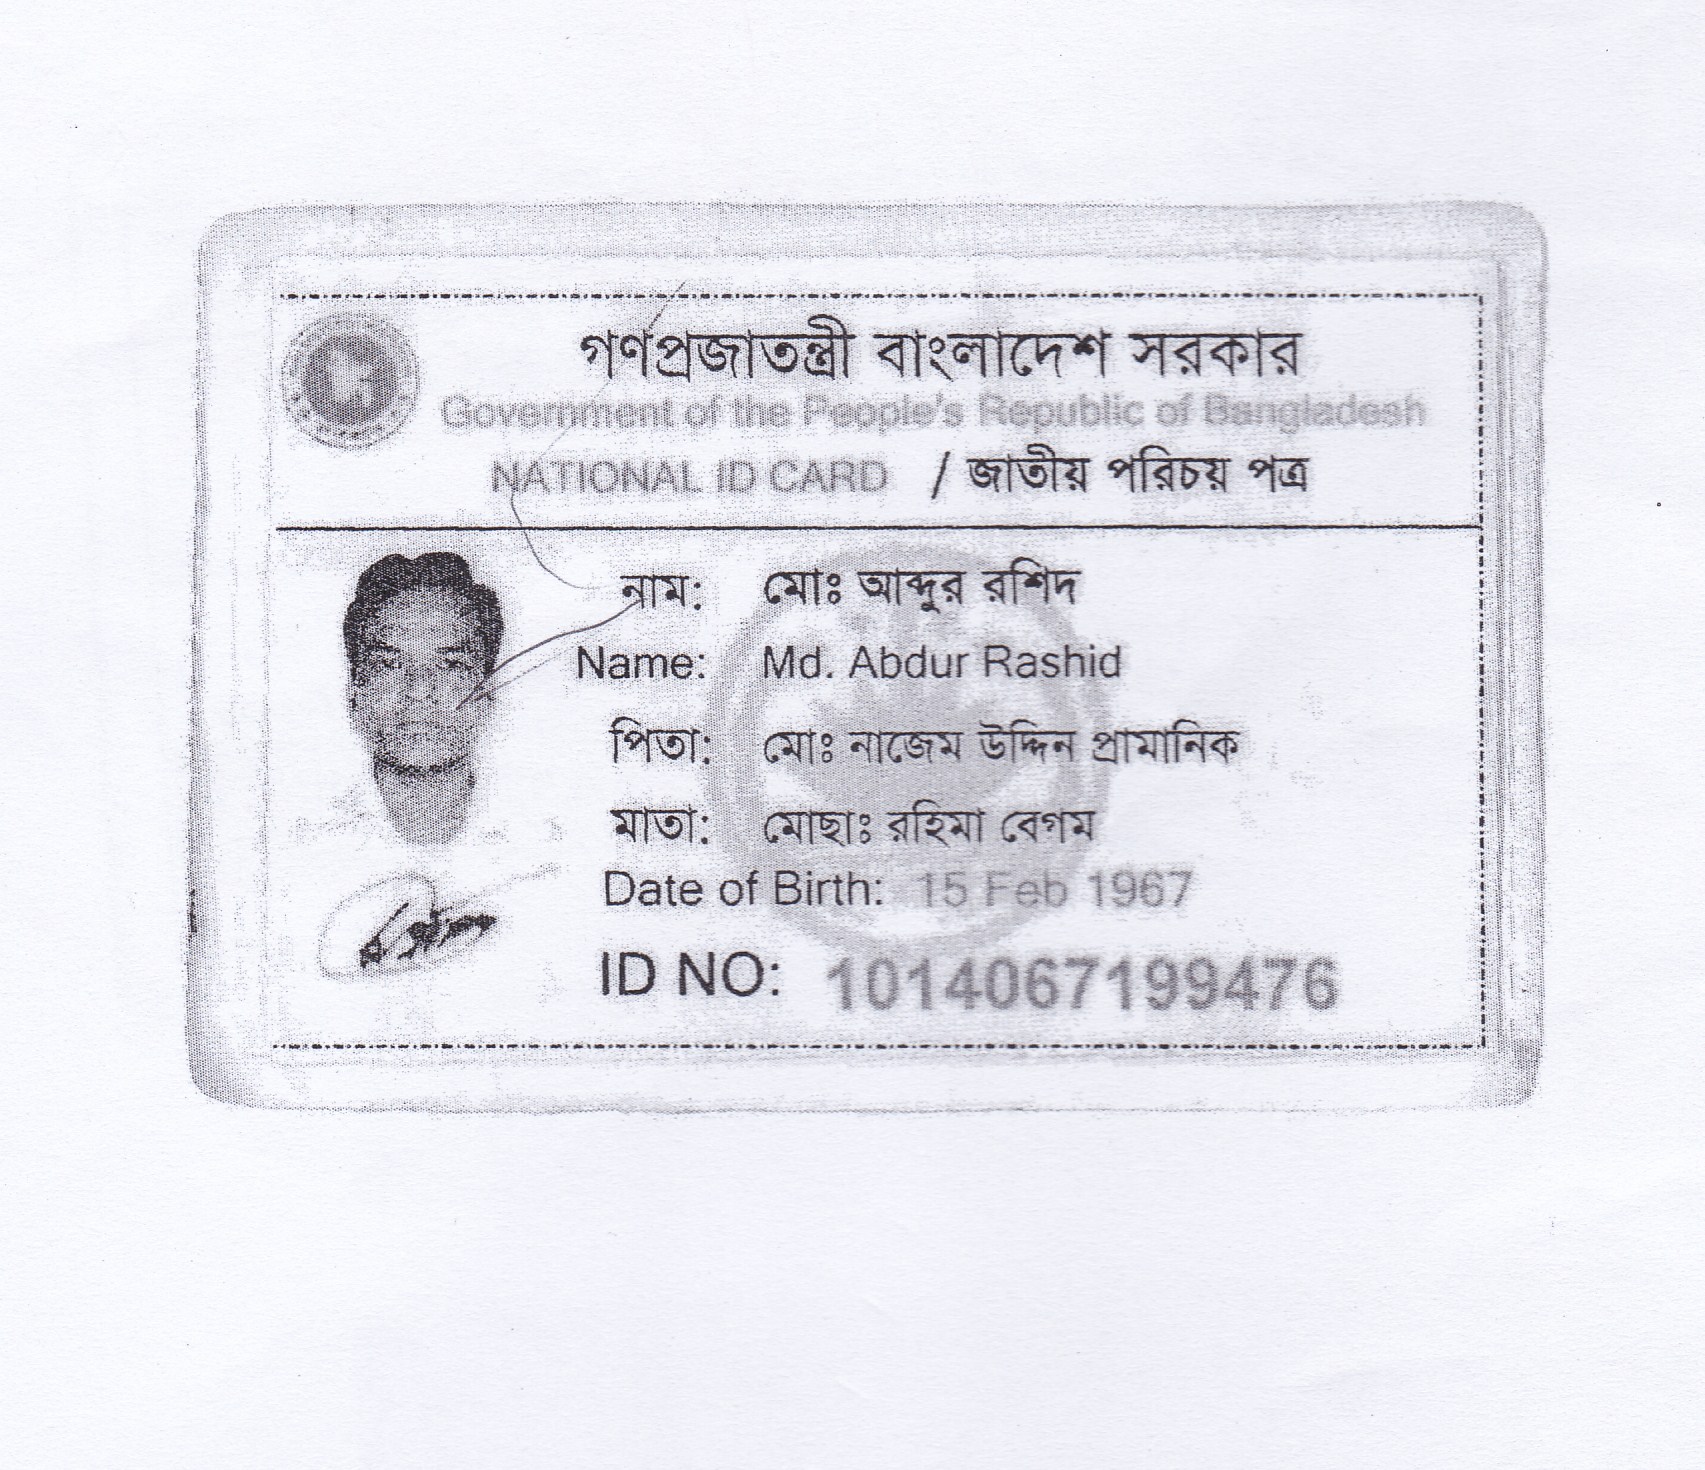 গণপ্রজাতন্ত্রী বাংলাদেশ সরকার
Government of the People's Republic of Bangladesh
NATIONAL ID CARD / জাতীয় পরিচয় পত্র
নাম: মোঃ আব্দুর রশিদ
Name: Md. Abdur Rashid
পিতা: মোঃ নাজেম উদ্দিন প্রামানিক
মাতা: মোছাঃ রহিমা বেগম
Date of Birth: 15 Feb 1967
ID NO: 1014067199476